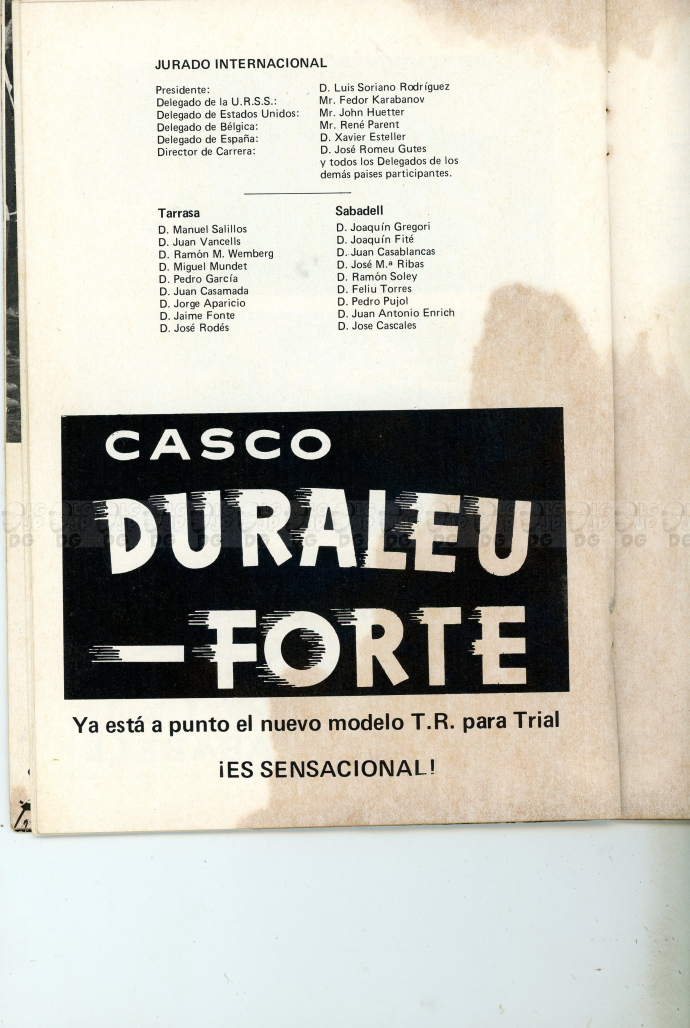 JURADO INTERNACIONAL
Presidente: D. Luis Soriano Rodríguez
Delegado de la U.R.S.S.: Mr. Fedor Karabanov
Delegado de Estados Unidos: Mr. John Huetter
Delegado de Bélgica: Mr. René Parent
Delegado de España: D. Xavier Esteller
Director de Carrera: D. José Romeu Gutes
y todos los Delegados de los
demás paises participantes.
Tarrasa
D. Manuel Salillos
D. Juan Vancells
D. Ramón M. Wemberg
D. Miguel Mundet
D. Pedro García
D. Juan Casamada
D. Jorge Aparicio
D. Jaime Fonte
D. José Rodés
Sabadell
D. Joaquín Gregori
D. Joaquín Fité
D. Juan Casablancas
D. José M.ª Ribas
D. Ramón Soley
D. Feliu Torres
D. Pedro Pujol
D. Juan Antonio Enrich
D. Jose Cascales
CASCO
DURALEU
—FORTE
Ya está a punto el nuevo modelo T.R. para Trial
¡ES SENSACIONAL!